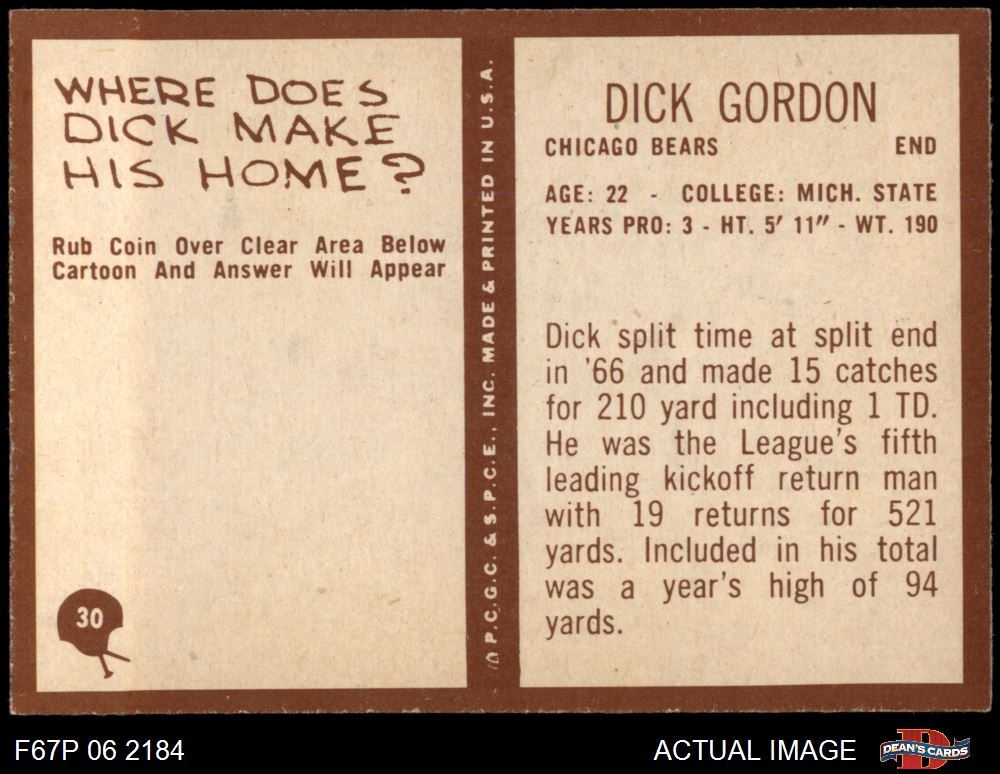 WHERE DOES
DICK MAKE
HIS HOME?
Rub Coin Over Clear Area Below
Cartoon And Answer Will Appear
30
© P.C.G.C. & S.P.C.E., INC. MADE & PRINTED IN U.S.A.
DICK GORDON
CHICAGO BEARS END
AGE: 22 - COLLEGE: MICH. STATE
YEARS PRO: 3 - HT. 5' 11" - WT. 190
Dick split time at split end
in '66 and made 15 catches
for 210 yard including 1 TD.
He was the League's fifth
leading kickoff return man
with 19 returns for 521
yards. Included in his total
was a year's high of 94
yards.
F67P 06 2184
ACTUAL IMAGE
DEAN'S CARDS